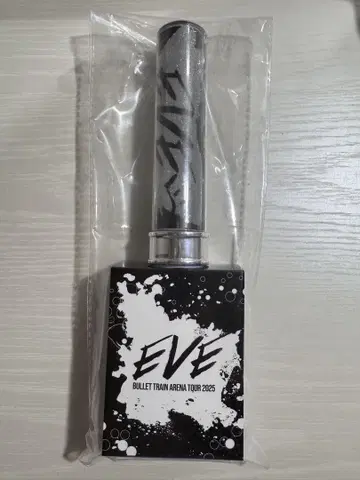 EVE
BULLET TRAIN ARENA TOUR 2025